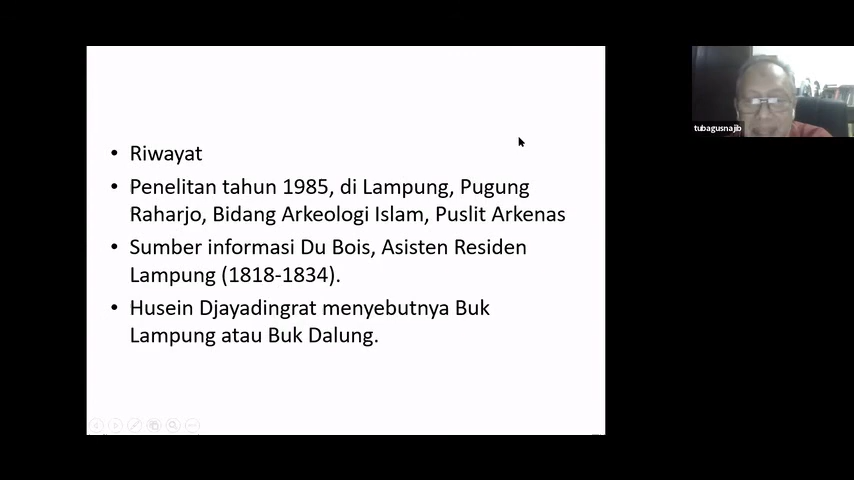 • Riwayat
• Penelitan tahun 1985, di Lampung, Pugung
Raharjo, Bidang Arkeologi Islam, Puslit Arkenas
• Sumber informasi Du Bois, Asisten Residen
Lampung (1818-1834).
• Husein Djayadingrat menyebutnya Buk
Lampung atau Buk Dalung.
tubagusnajib